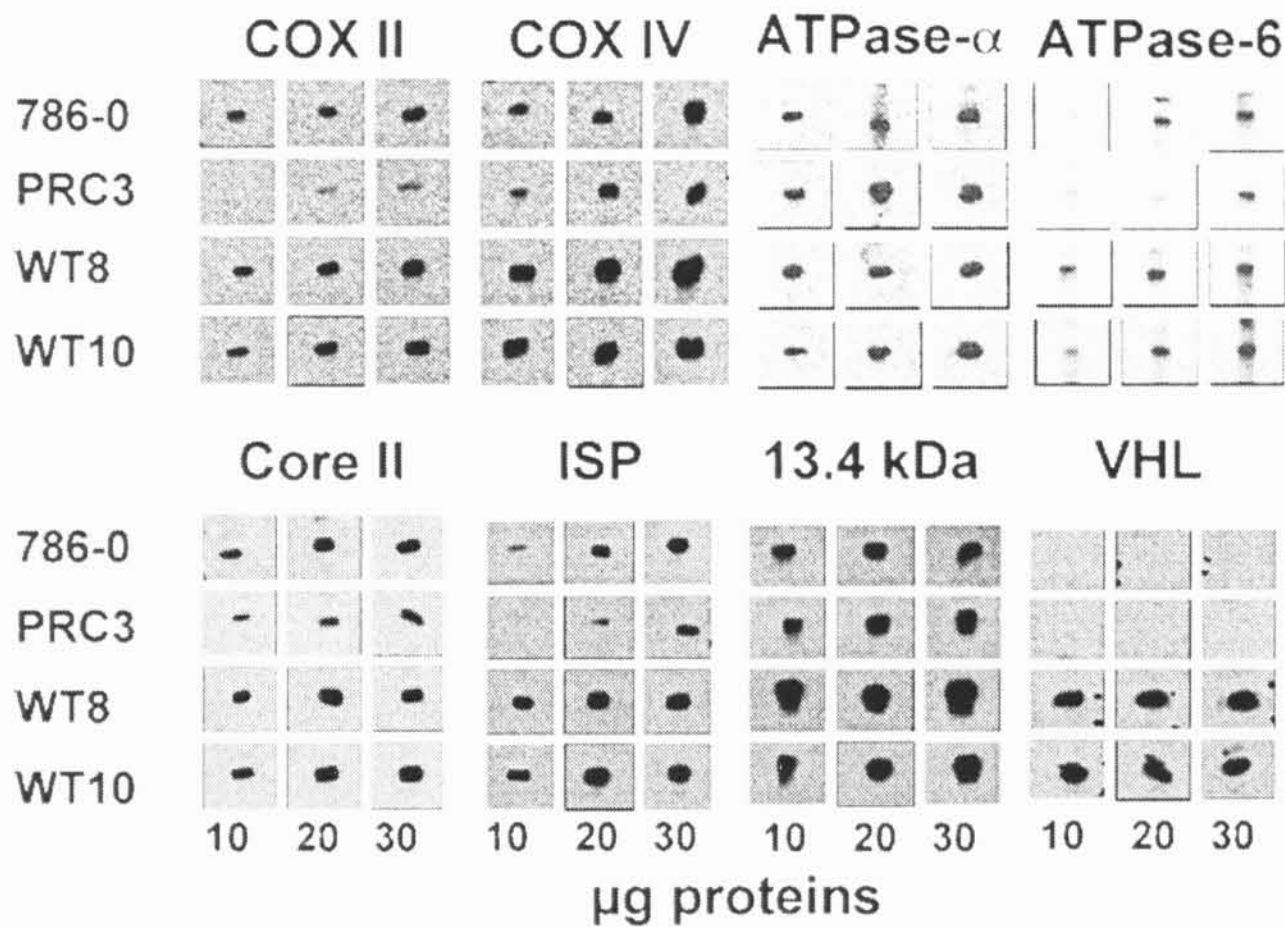 COX II COX IV ATPase-α ATPase-6
786-0
PRC3
WT8
WT10
Core II ISP 13.4 kDa VHL
786-0
PRC3
WT8
WT10
10 20 30 10 20 30 10 20 30 10 20 30
µg proteins